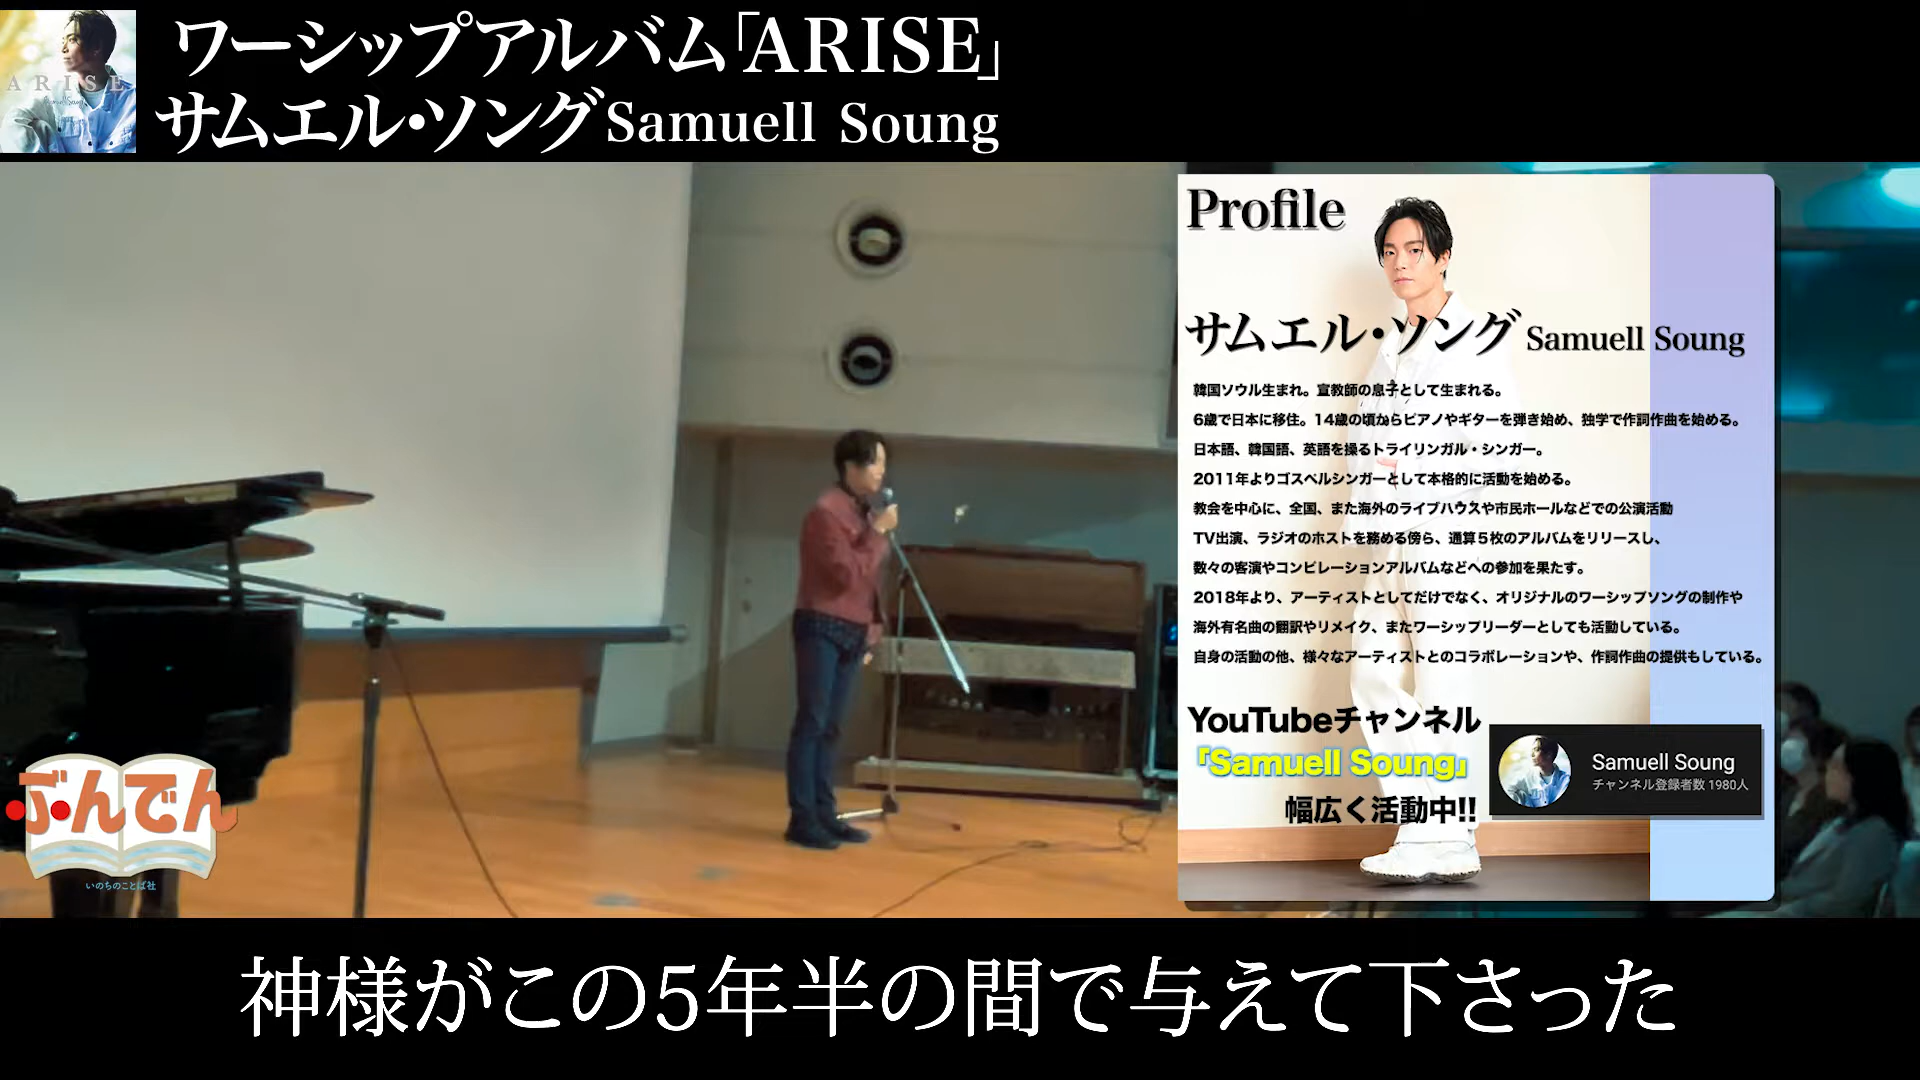 ワーシップアルバム「ARISE」
サムエル・ソングSamuell Soung
ARISE
Profile
サムエル・ソング Samuell Soung
韓国ソウル生まれ。宣教師の息子として生まれる。
6歳で日本に移住。14歳の頃からピアノやギターを弾き始め、独学で作詞作曲を始める。
日本語、韓国語、英語を操るトライリンガル・シンガー。
2011年よりゴスペルシンガーとして本格的に活動を始める。
教会を中心に、全国、また海外のライブハウスや市民ホールなどでの公演活動
TV出演、ラジオのホストを務める傍ら、通算5枚のアルバムをリリースし、
数々の客演やコンピレーションアルバムなどへの参加を果たす。
2018年より、アーティストとしてだけでなく、オリジナルのワーシップソングの制作や
海外有名曲の翻訳やリメイク、またワーシップリーダーとしても活動している。
自身の活動の他、様々なアーティストとのコラボレーションや、作詞作曲の提供もしている。
YouTubeチャンネル
「Samuell Soung」
幅広く活動中!!
Samuell Soung
チャンネル登録者数 1980人
ぶんでん
いのちのことば社
神様がこの5年半の間で与えて下さった